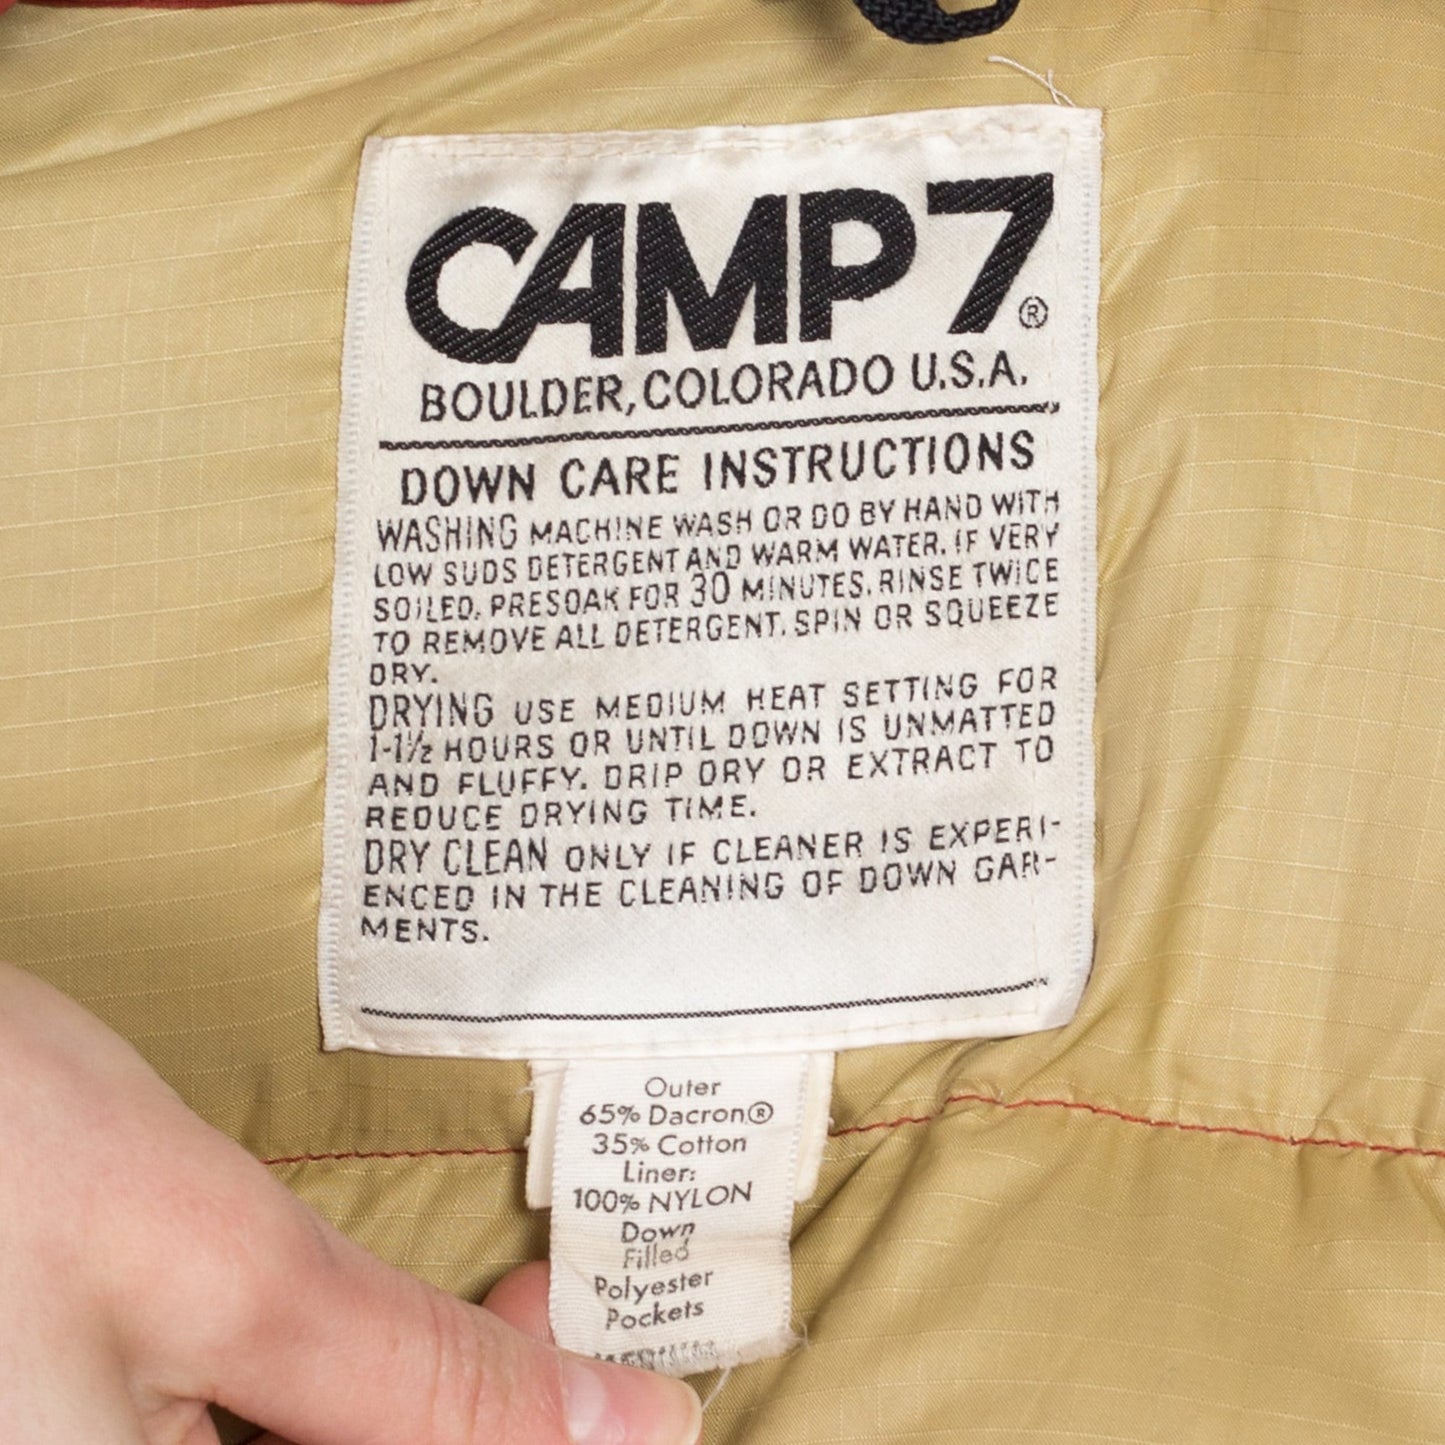 CAMP 7®
BOULDER, COLORADO U.S.A.
DOWN CARE INSTRUCTIONS
WASHING MACHINE WASH OR DO BY HAND WITH
LOW SUDS DETERGENT AND WARM WATER. IF VERY
SOILED, PRESOAK FOR 30 MINUTES. RINSE TWICE
TO REMOVE ALL DETERGENT. SPIN OR SQUEEZE
DRY.
DRYING USE MEDIUM HEAT SETTING FOR
1-1½ HOURS OR UNTIL DOWN IS UNMATTED
AND FLUFFY. DRIP DRY OR EXTRACT TO
REDUCE DRYING TIME.
DRY CLEAN ONLY IF CLEANER IS EXPERI-
ENCED IN THE CLEANING OF DOWN GAR-
MENTS.
Outer
65% Dacron®
35% Cotton
Liner:
100% NYLON
Down
Filled
Polyester
Pockets